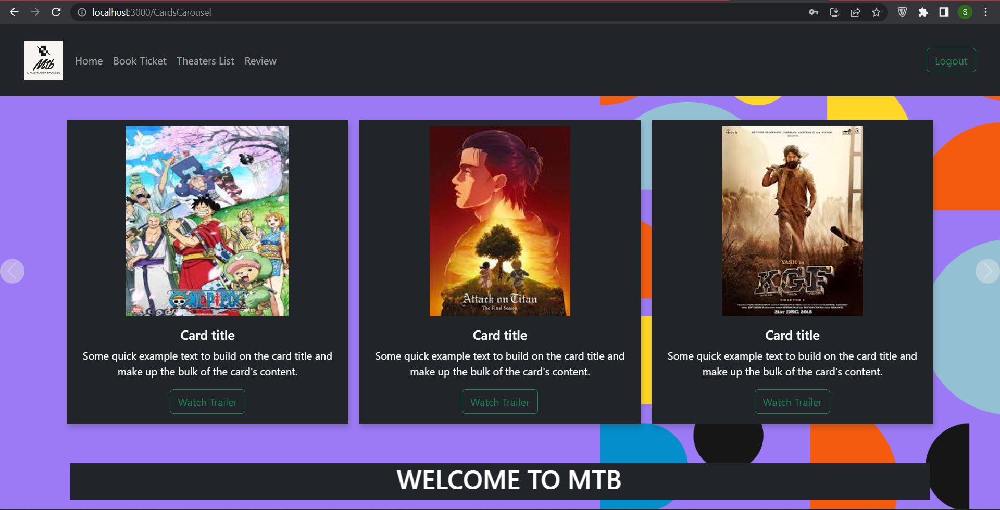 localhost:3000/CardsCarousel
S
Mtb
MOVIE TICKET BOOKING
Home Book Ticket Theaters List Review
Logout
ONE PIECE
Attack on Titan
The Final Season
YASH IN
KGF
CHAPTER 1
21ST DEC, 2018
Card title
Some quick example text to build on the card title and
make up the bulk of the card's content.
Watch Trailer
Card title
Some quick example text to build on the card title and
make up the bulk of the card's content.
Watch Trailer
Card title
Some quick example text to build on the card title and
make up the bulk of the card's content.
Watch Trailer
WELCOME TO MTB